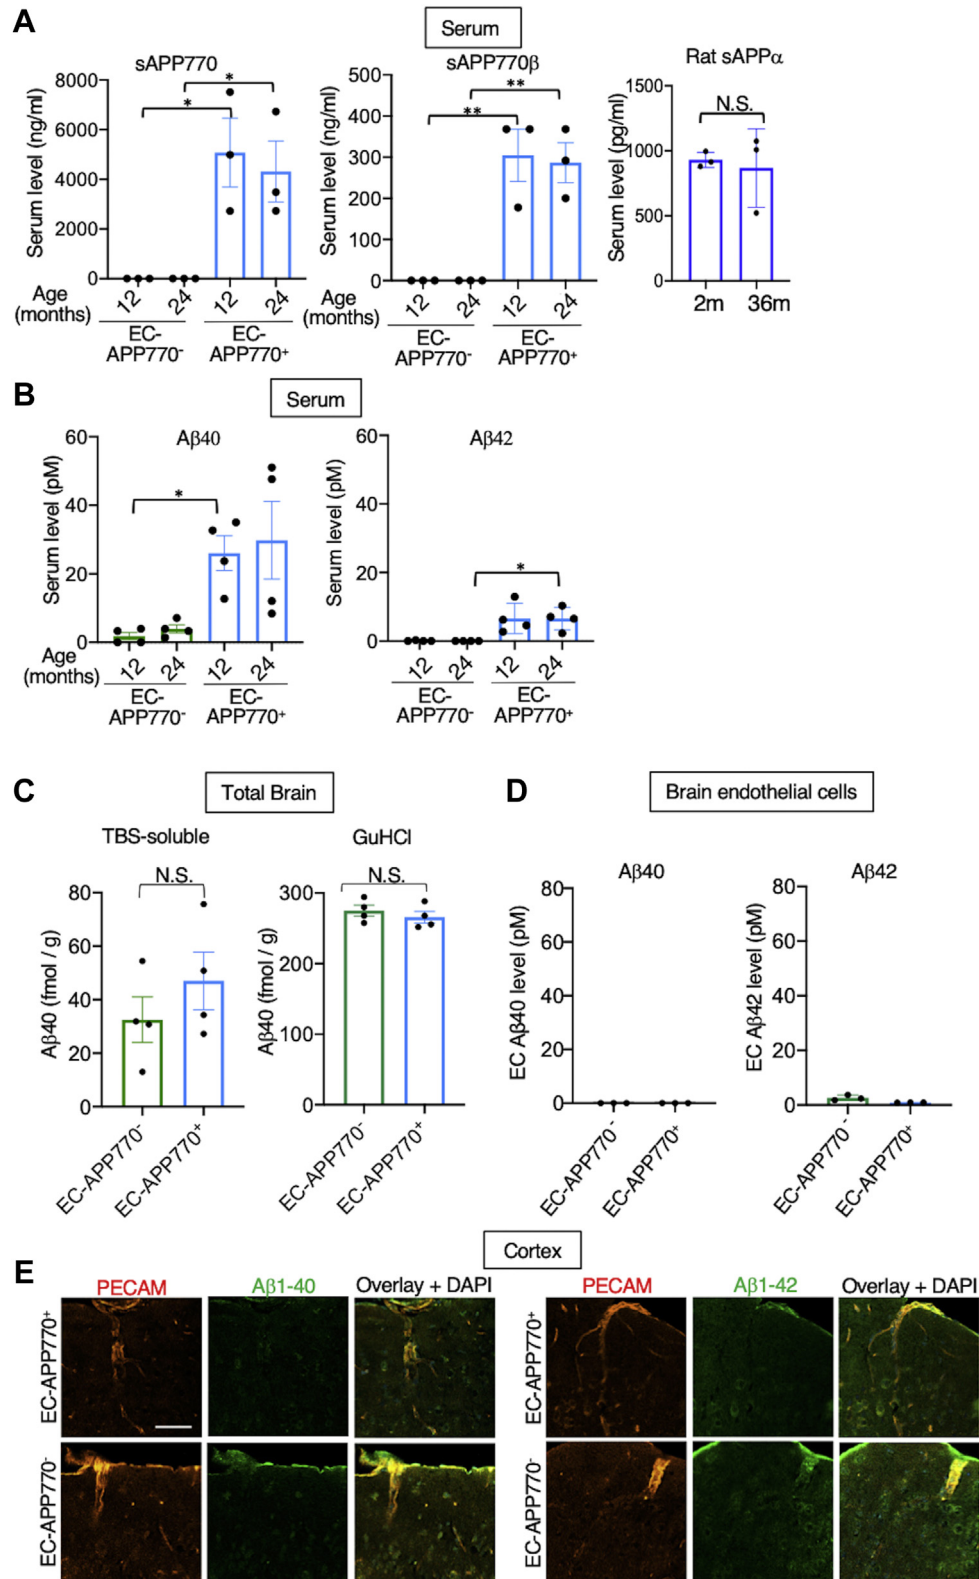 A
Serum
sAPP770
Serum level (ng/ml)
8000
6000
4000
2000
0
*
*
Age
(months)
12
24
12
24
EC-
APP770-
EC-
APP770+
sAPP770β
Serum level (ng/ml)
500
400
300
200
100
0
**
**
Age
(months)
12
24
12
24
EC-
APP770-
EC-
APP770+
Rat sAPPα
Serum level (pg/ml)
1500
1000
500
0
N.S.
2m
36m
B
Serum
Aβ40
Serum level (pM)
60
40
20
0
*
Age
(months)
12
24
12
24
EC-
APP770-
EC-
APP770+
Aβ42
Serum level (pM)
60
40
20
0
*
12
24
12
24
EC-
APP770-
EC-
APP770+
C
Total Brain
TBS-soluble
N.S.
Aβ40 (fmol / g)
80
60
40
20
0
EC-APP770-
EC-APP770+
GuHCl
N.S.
Aβ40 (fmol / g)
300
200
100
0
EC-APP770-
EC-APP770+
D
Brain endothelial cells
Aβ40
EC Aβ40 level (pM)
80
60
40
20
0
EC-APP770-
EC-APP770+
Aβ42
EC Aβ42 level (pM)
80
60
40
20
0
EC-APP770-
EC-APP770+
E
Cortex
PECAM
Aβ1-40
Overlay + DAPI
PECAM
Aβ1-42
Overlay + DAPI
EC-APP770+
EC-APP770+
EC-APP770-
EC-APP770-